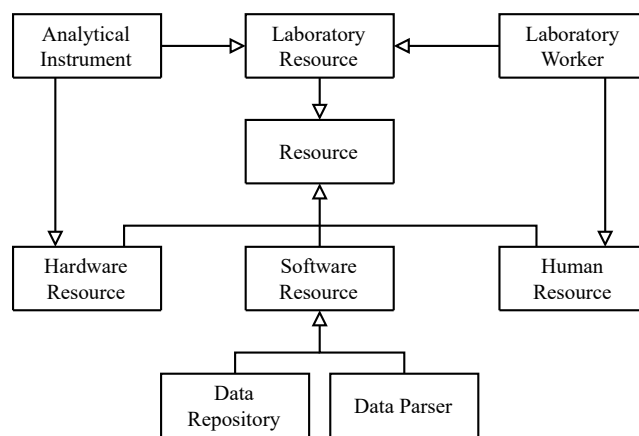 Analytical
Instrument
Laboratory
Resource
Laboratory
Worker
Resource
Hardware
Resource
Software
Resource
Human
Resource
Data
Repository
Data Parser